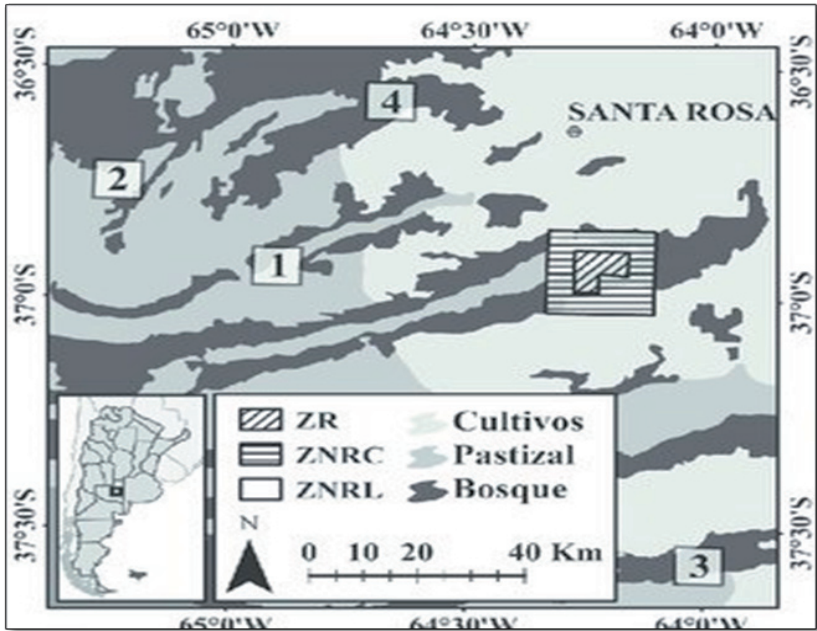 65°0'W 64°30'W 64°0'W
36°30'S
36°30'S
4
SANTA ROSA
2
1
37°0'S
37°0'S
ZR
Cultivos
ZNRC
Pastizal
ZNRL
Bosque
N
0 10 20 40 Km
37°30'S
37°30'S
3
65°0'W 64°30'W 64°0'W